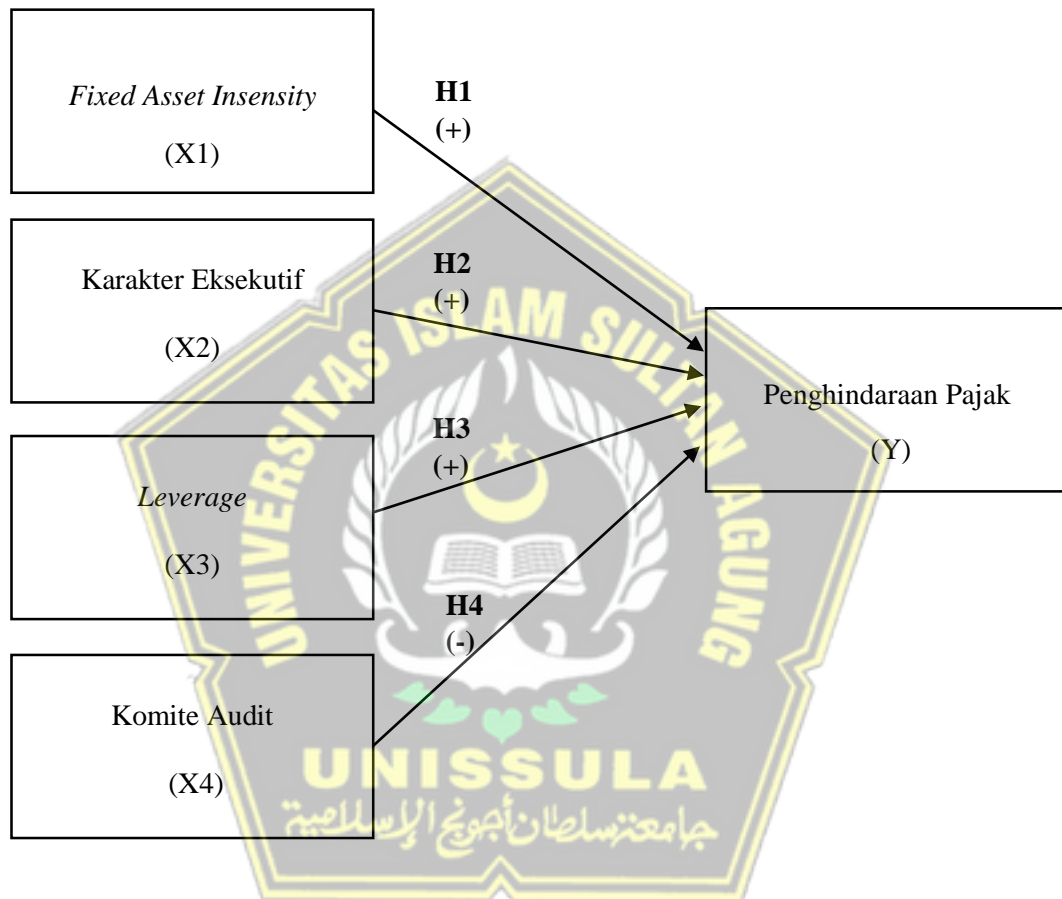 Fixed Asset Insensity
(X1)
H1
(+)
Karakter Eksekutif
(X2)
H2
(+)
Leverage
(X3)
H3
(+)
Komite Audit
(X4)
H4
(-)
Penghindaraan Pajak
(Y)
UNIVERSITAS ISLAM SULTAN AGUNG
UNISSULA
جامعة سلطان أجونج الإسلامية